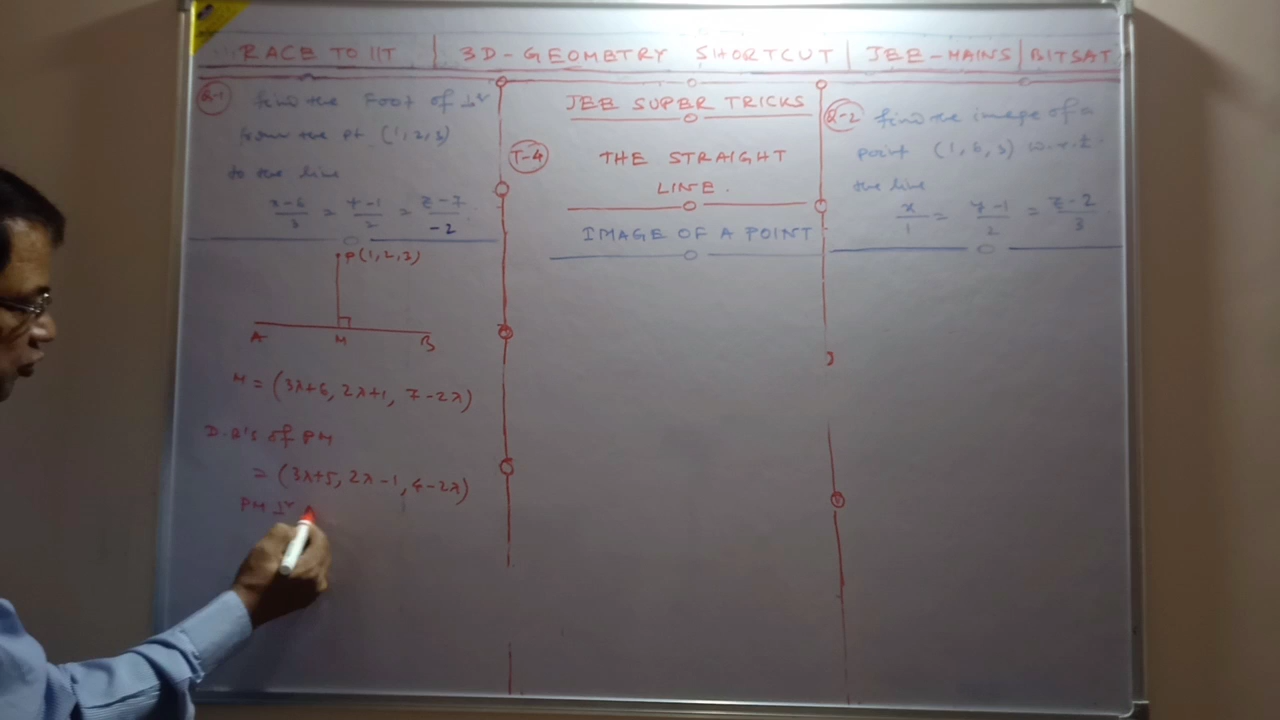 RACE TO IIT | 3D-GEOMETRY SHORTCUT | JEE-MAINS | BITSAT
Q-1 Find the Foot of ⊥r
from the pt (1,2,3)
to the line
x-6/3 = y-1/2 = z-7/-2
P(1,2,3)
A M B
M = (3λ+6, 2λ+1, 7-2λ)
D.R's of PM
= (3λ+5, 2λ-1, 4-2λ)
PM ⊥r
JEE SUPER TRICKS
T-4 THE STRAIGHT
LINE.
IMAGE OF A POINT
Q-2 Find the image of a
point (1,6,3) w.r.t.
the line
x/1 = y-1/2 = z-2/3